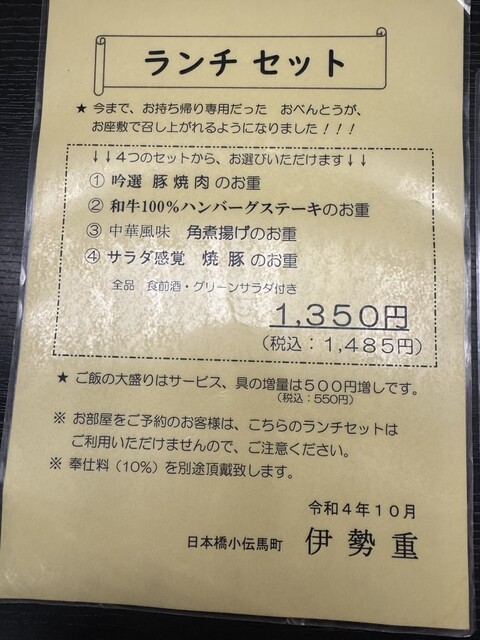 ランチ セット
★ 今まで、お持ち帰り専用だった おべんとうが、
お座敷で召し上がれるようになりました!!!
↓↓4つのセットから、お選びいただけます↓↓
① 吟選 豚焼肉のお重
② 和牛100%ハンバーグステーキのお重
③ 中華風味 角煮揚げのお重
④ サラダ感覚 焼豚のお重
全品 食前酒・グリーンサラダ付き
1,350円
(税込:1,485円)
★ ご飯の大盛りはサービス、具の増量は500円増しです。
(税込:550円)
※ お部屋をご予約のお客様は、こちらのランチセットは
ご利用いただけませんので、ご注意ください。
※ 奉仕料(10%)を別途頂戴致します。
令和4年10月
日本橋小伝馬町 伊勢重